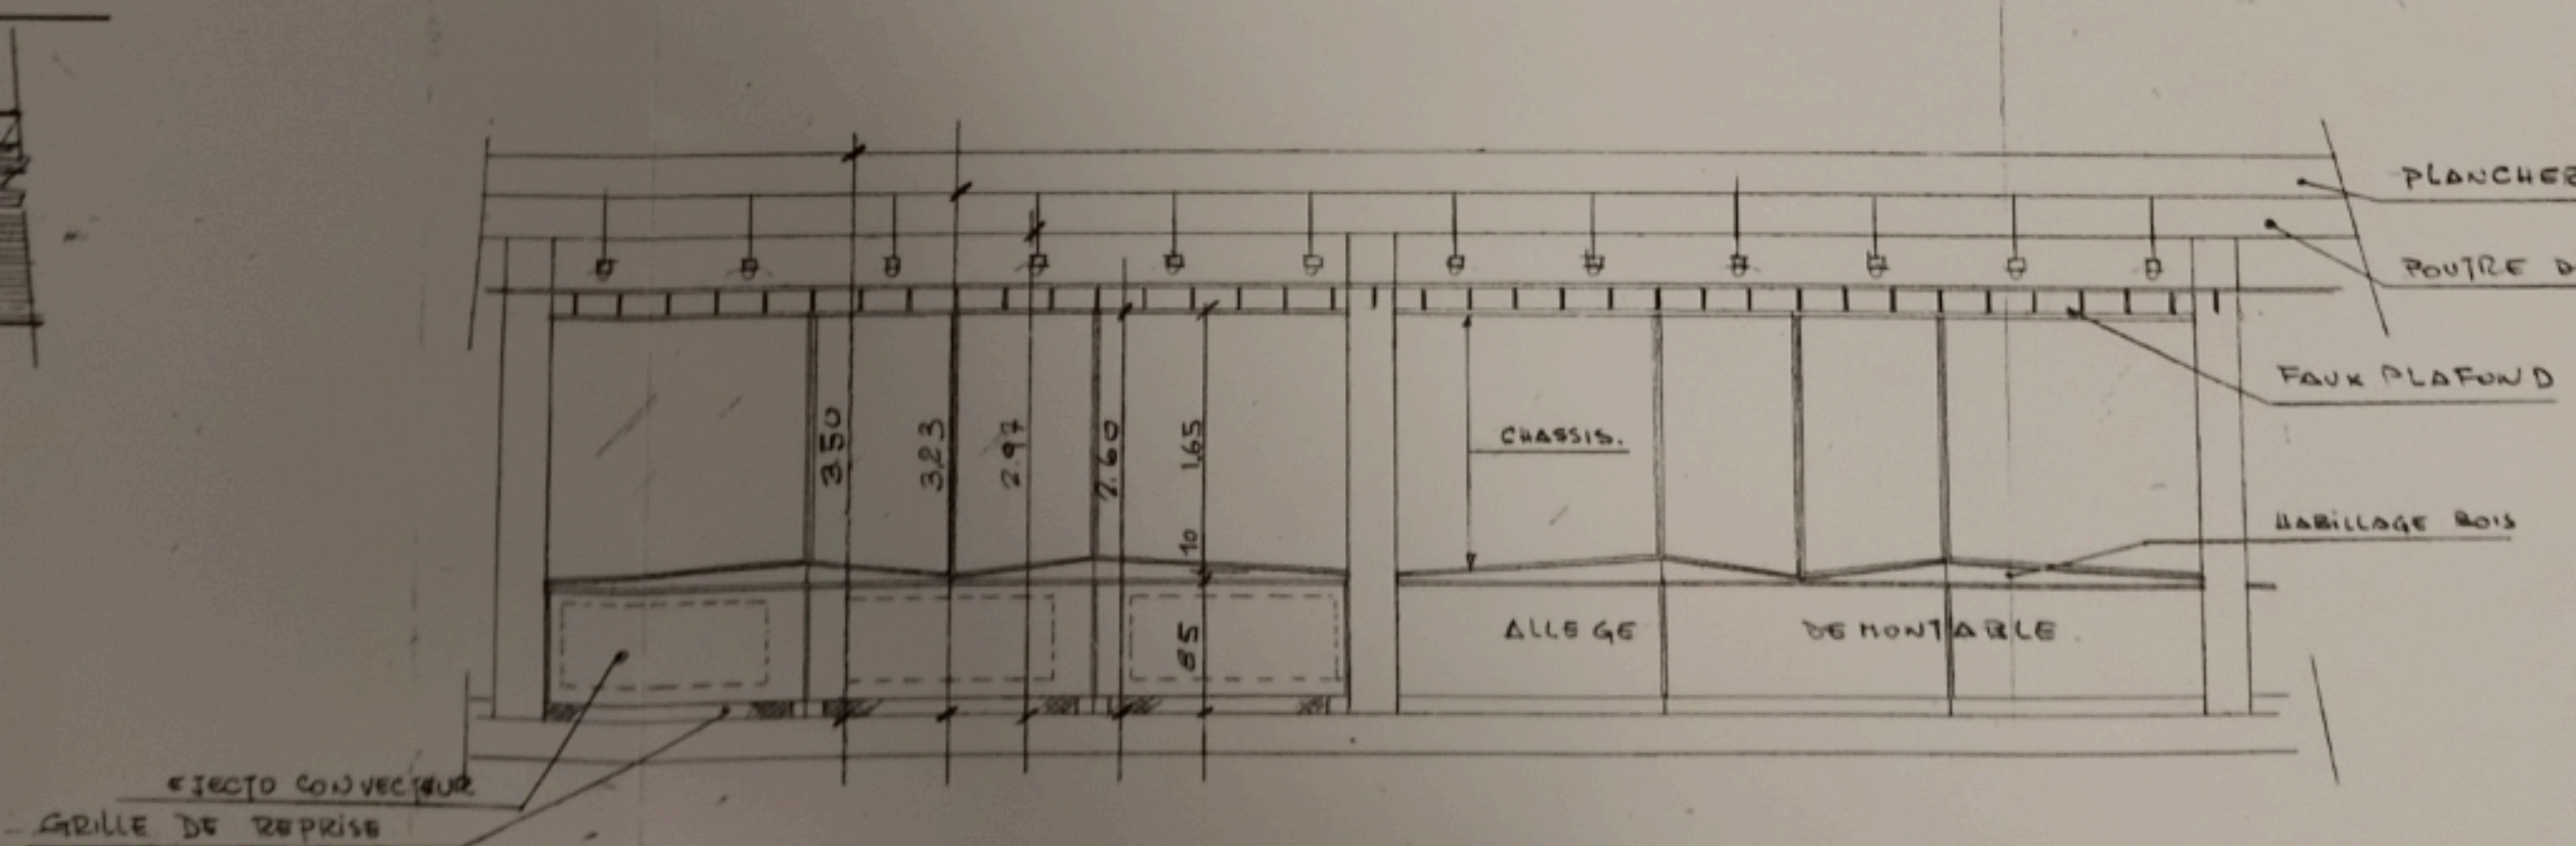 PLANCHER
POUTRE D
FAUX PLAFOND
3.50
3.23
2.97
2.60
1.65
CHASSIS.
10
HABILLAGE BOIS
85
ALLEGE DEMONTABLE
EJECTO CONVECTEUR
GRILLE DE REPRISE